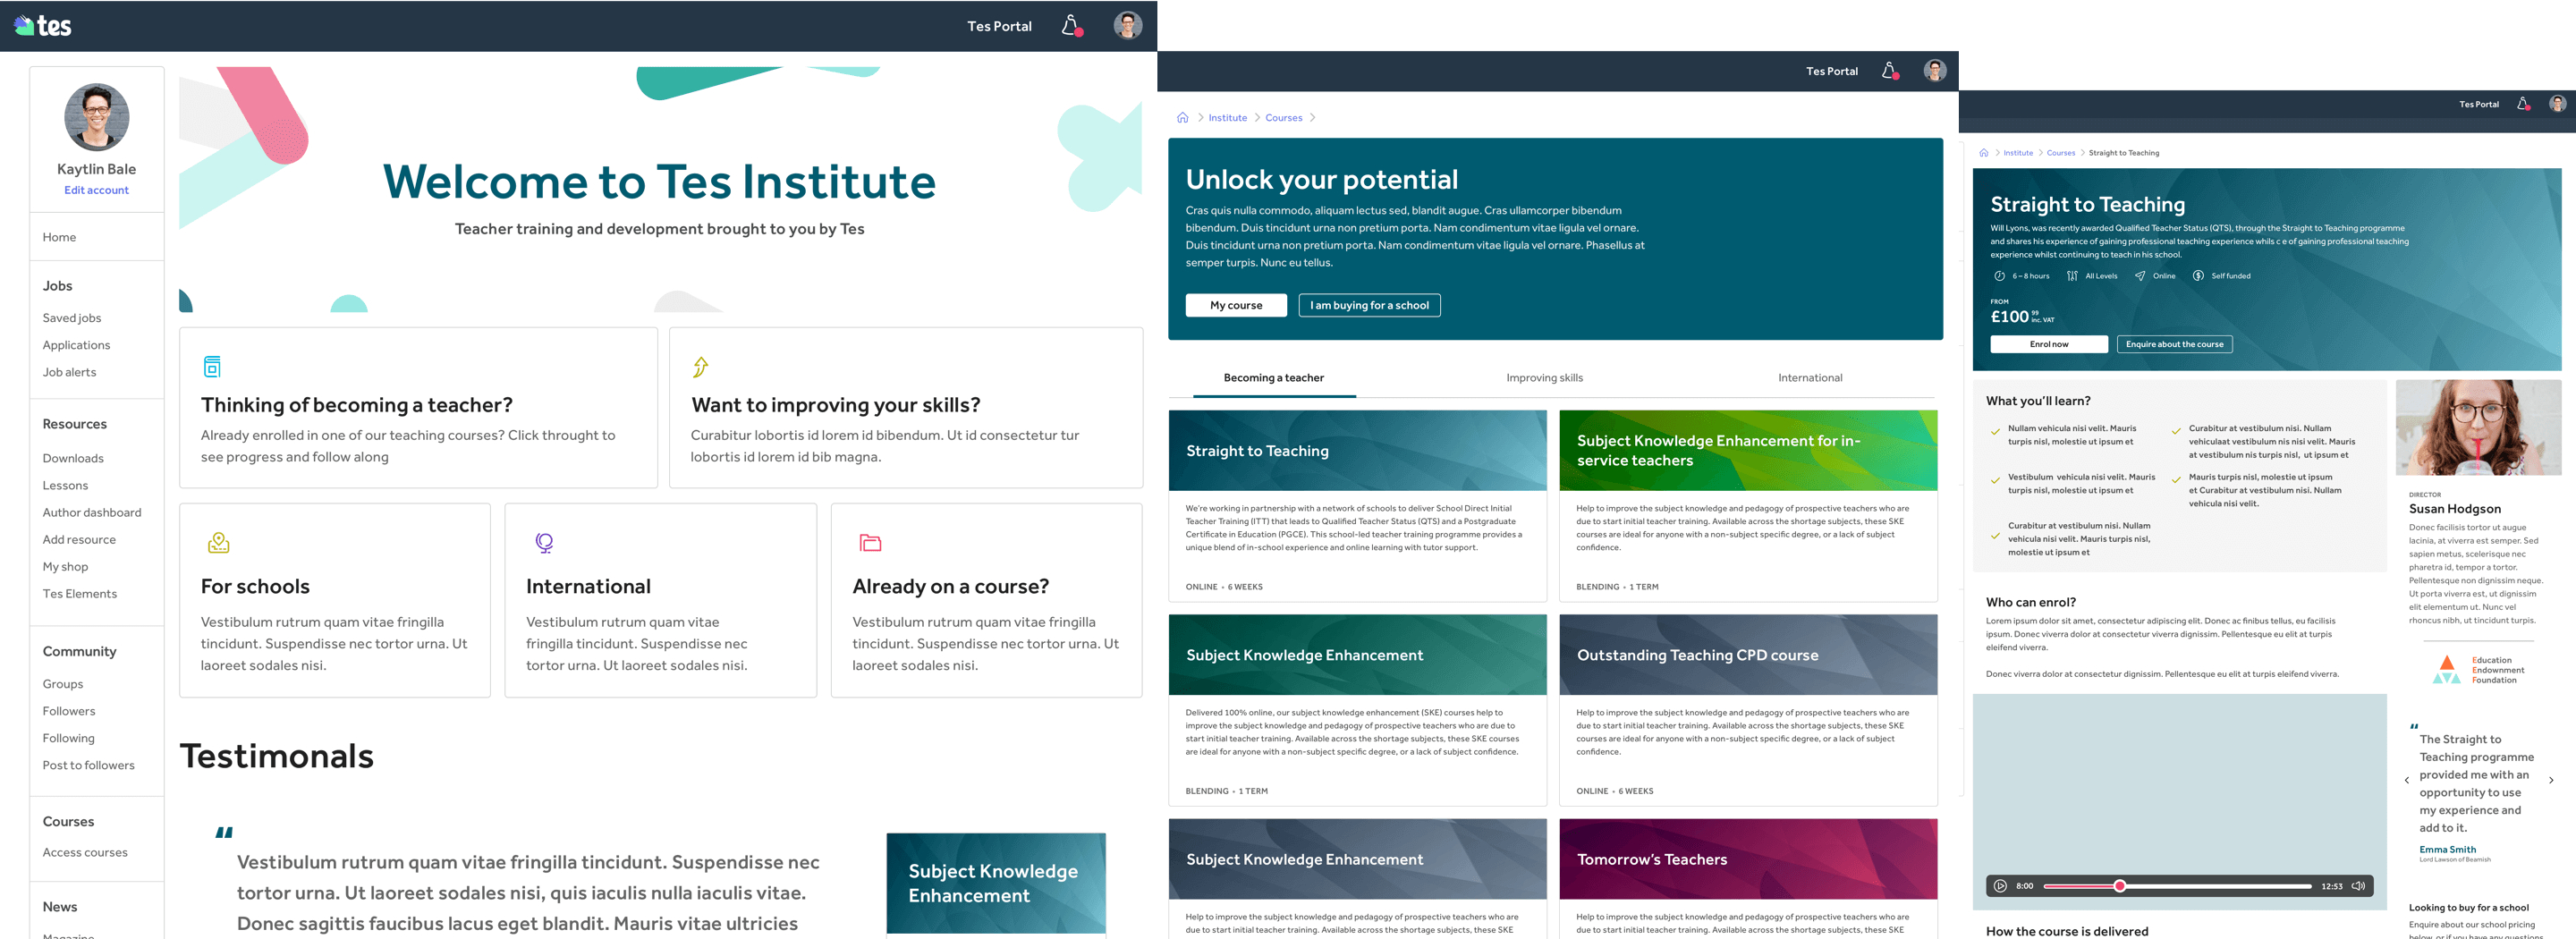 tes
Tes Portal
Kaytlin Bale
Edit account
Home
Jobs
Saved jobs
Applications
Job alerts
Resources
Downloads
Lessons
Author dashboard
Add resource
My shop
Tes Elements
Community
Groups
Followers
Following
Post to followers
Courses
Access courses
News
Magazine
Welcome to Tes Institute
Teacher training and development brought to you by Tes
Thinking of becoming a teacher?
Already enrolled in one of our teaching courses? Click throught to
see progress and follow along
Want to improving your skills?
Curabitur lobortis id lorem id bibendum. Ut id consectetur tur
lobortis id lorem id bib magna.
For schools
Vestibulum rutrum quam vitae fringilla
tincidunt. Suspendisse nec tortor urna. Ut
laoreet sodales nisi.
International
Vestibulum rutrum quam vitae
fringilla tincidunt. Suspendisse nec
tortor urna. Ut laoreet sodales nisi.
Already on a course?
Vestibulum rutrum quam vitae fringilla
tincidunt. Suspendisse nec tortor urna. Ut
laoreet sodales nisi.
Testimonals
“
Vestibulum rutrum quam vitae fringilla tincidunt. Suspendisse nec
tortor urna. Ut laoreet sodales nisi, quis iaculis nulla iaculis vitae.
Donec sagittis faucibus lacus eget blandit. Mauris vitae ultricies
Subject Knowledge
Enhancement
Tes Portal
Institute
Courses
Unlock your potential
Cras quis nulla commodo, aliquam lectus sed, blandit augue. Cras ullamcorper bibendum
bibendum. Duis tincidunt urna non pretium porta. Nam condimentum vitae ligula vel ornare.
Duis tincidunt urna non pretium porta. Nam condimentum vitae ligula vel ornare. Phasellus at
semper turpis. Nunc eu tellus.
My course
I am buying for a school
Becoming a teacher
Improving skills
International
Straight to Teaching
We're working in partnership with a network of schools to deliver School Direct Initial
Teacher Training (ITT) that leads to Qualified Teacher Status (QTS) and a Postgraduate
Certificate in Education (PGCE). This school-led teacher training programme provides a
unique blend of in-school experience and online learning with tutor support.
ONLINE • 6 WEEKS
Subject Knowledge Enhancement for in-
service teachers
Help to improve the subject knowledge and pedagogy of prospective teachers who are
due to start initial teacher training. Available across the shortage subjects, these SKE
courses are ideal for anyone with a non-subject specific degree, or a lack of subject
confidence.
BLENDING • 1 TERM
Subject Knowledge Enhancement
Delivered 100% online, our subject knowledge enhancement (SKE) courses help to
improve the subject knowledge and pedagogy of prospective teachers who are due to
start initial teacher training. Available across the shortage subjects, these SKE courses
are ideal for anyone with a non-subject specific degree, or a lack of subject confidence.
BLENDING • 1 TERM
Outstanding Teaching CPD course
Help to improve the subject knowledge and pedagogy of prospective teachers who are
due to start initial teacher training. Available across the shortage subjects, these SKE
courses are ideal for anyone with a non-subject specific degree, or a lack of subject
confidence.
ONLINE • 6 WEEKS
Subject Knowledge Enhancement
Help to improve the subject knowledge and pedagogy of prospective teachers who are
due to start initial teacher training. Available across the shortage subjects, these SKE
Tomorrow's Teachers
Help to improve the subject knowledge and pedagogy of prospective teachers who are
due to start initial teacher training. Available across the shortage subjects, these SKE
Tes Portal
Institute
Courses
Straight to Teaching
Straight to Teaching
Will Lyons, was recently awarded Qualified Teacher Status (QTS), through the Straight to Teaching programme
and shares his experience of gaining professional teaching experience whils c e of gaining professional teaching
experience whilst continuing to teach in his school.
6 – 8 hours
All Levels
Online
Self funded
FROM
£100 99 inc. VAT
Enrol now
Enquire about the course
What you'll learn?
Nullam vehicula nisi velit. Mauris
turpis nisl, molestie ut ipsum et
Vestibulum vehicula nisi velit. Mauris
turpis nisl, molestie ut ipsum et
Curabitur at vestibulum nisi. Nullam
vehicula nisi velit. Mauris turpis nisl,
molestie ut ipsum et
Curabitur at vestibulum nisi. Nullam
vehiculaat vestibulum nis nisi velit. Mauris
at vestibulum nis turpis nisl, ut ipsum et
Mauris turpis nisl, molestie ut ipsum
et Curabitur at vestibulum nisi. Nullam
vehicula nisi velit.
Who can enrol?
Lorem ipsum dolor sit amet, consectetur adipiscing elit. Donec ac finibus tellus, eu facilisis
ipsum. Donec viverra dolor at consectetur viverra dignissim. Pellentesque eu elit at turpis
eleifend viverra.
Donec viverra dolor at consectetur dignissim. Pellentesque eu elit at turpis eleifend viverra.
8:00
12:53
How the course is delivered
DIRECTOR
Susan Hodgson
Donec facilisis tortor ut augue
lacinia, at viverra est semper. Sed
sapien metus, scelerisque nec
pharetra id, tempor a tortor.
Pellentesque non dignissim neque.
Ut porta viverra est, ut dignissim
elit elementum ut. Nunc vel
rhoncus nibh, ut tincidunt turpis.
Education
Endownment
Foundation
“
The Straight to
Teaching programme
provided me with an
opportunity to use
my experience and
add to it.
Emma Smith
Lord Lawson of Beamish
Looking to buy for a school
Enquire about our school pricing
below, or if you have any questions